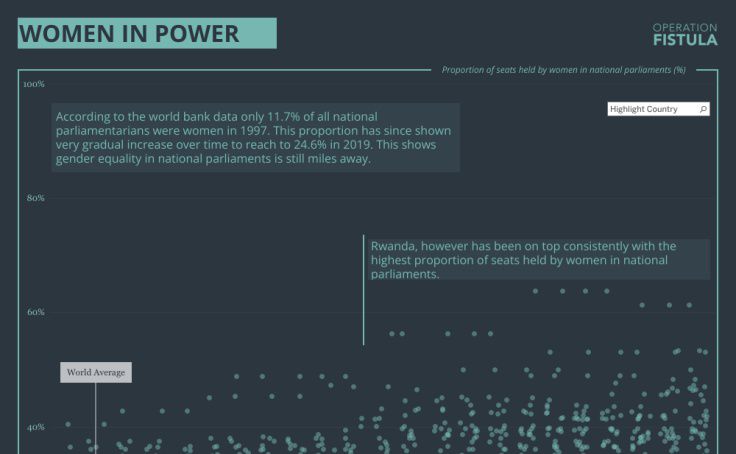 WOMEN IN POWER
OPERATION
FISTULA
Proportion of seats held by women in national parliaments (%)
100%
According to the world bank data only 11.7% of all national
parliamentarians were women in 1997. This proportion has since shown
very gradual increase over time to reach to 24.6% in 2019. This shows
gender equality in national parliaments is still miles away.
Highlight Country
80%
Rwanda, however has been on top consistently with the
highest proportion of seats held by women in national
parliaments.
60%
World Average
40%